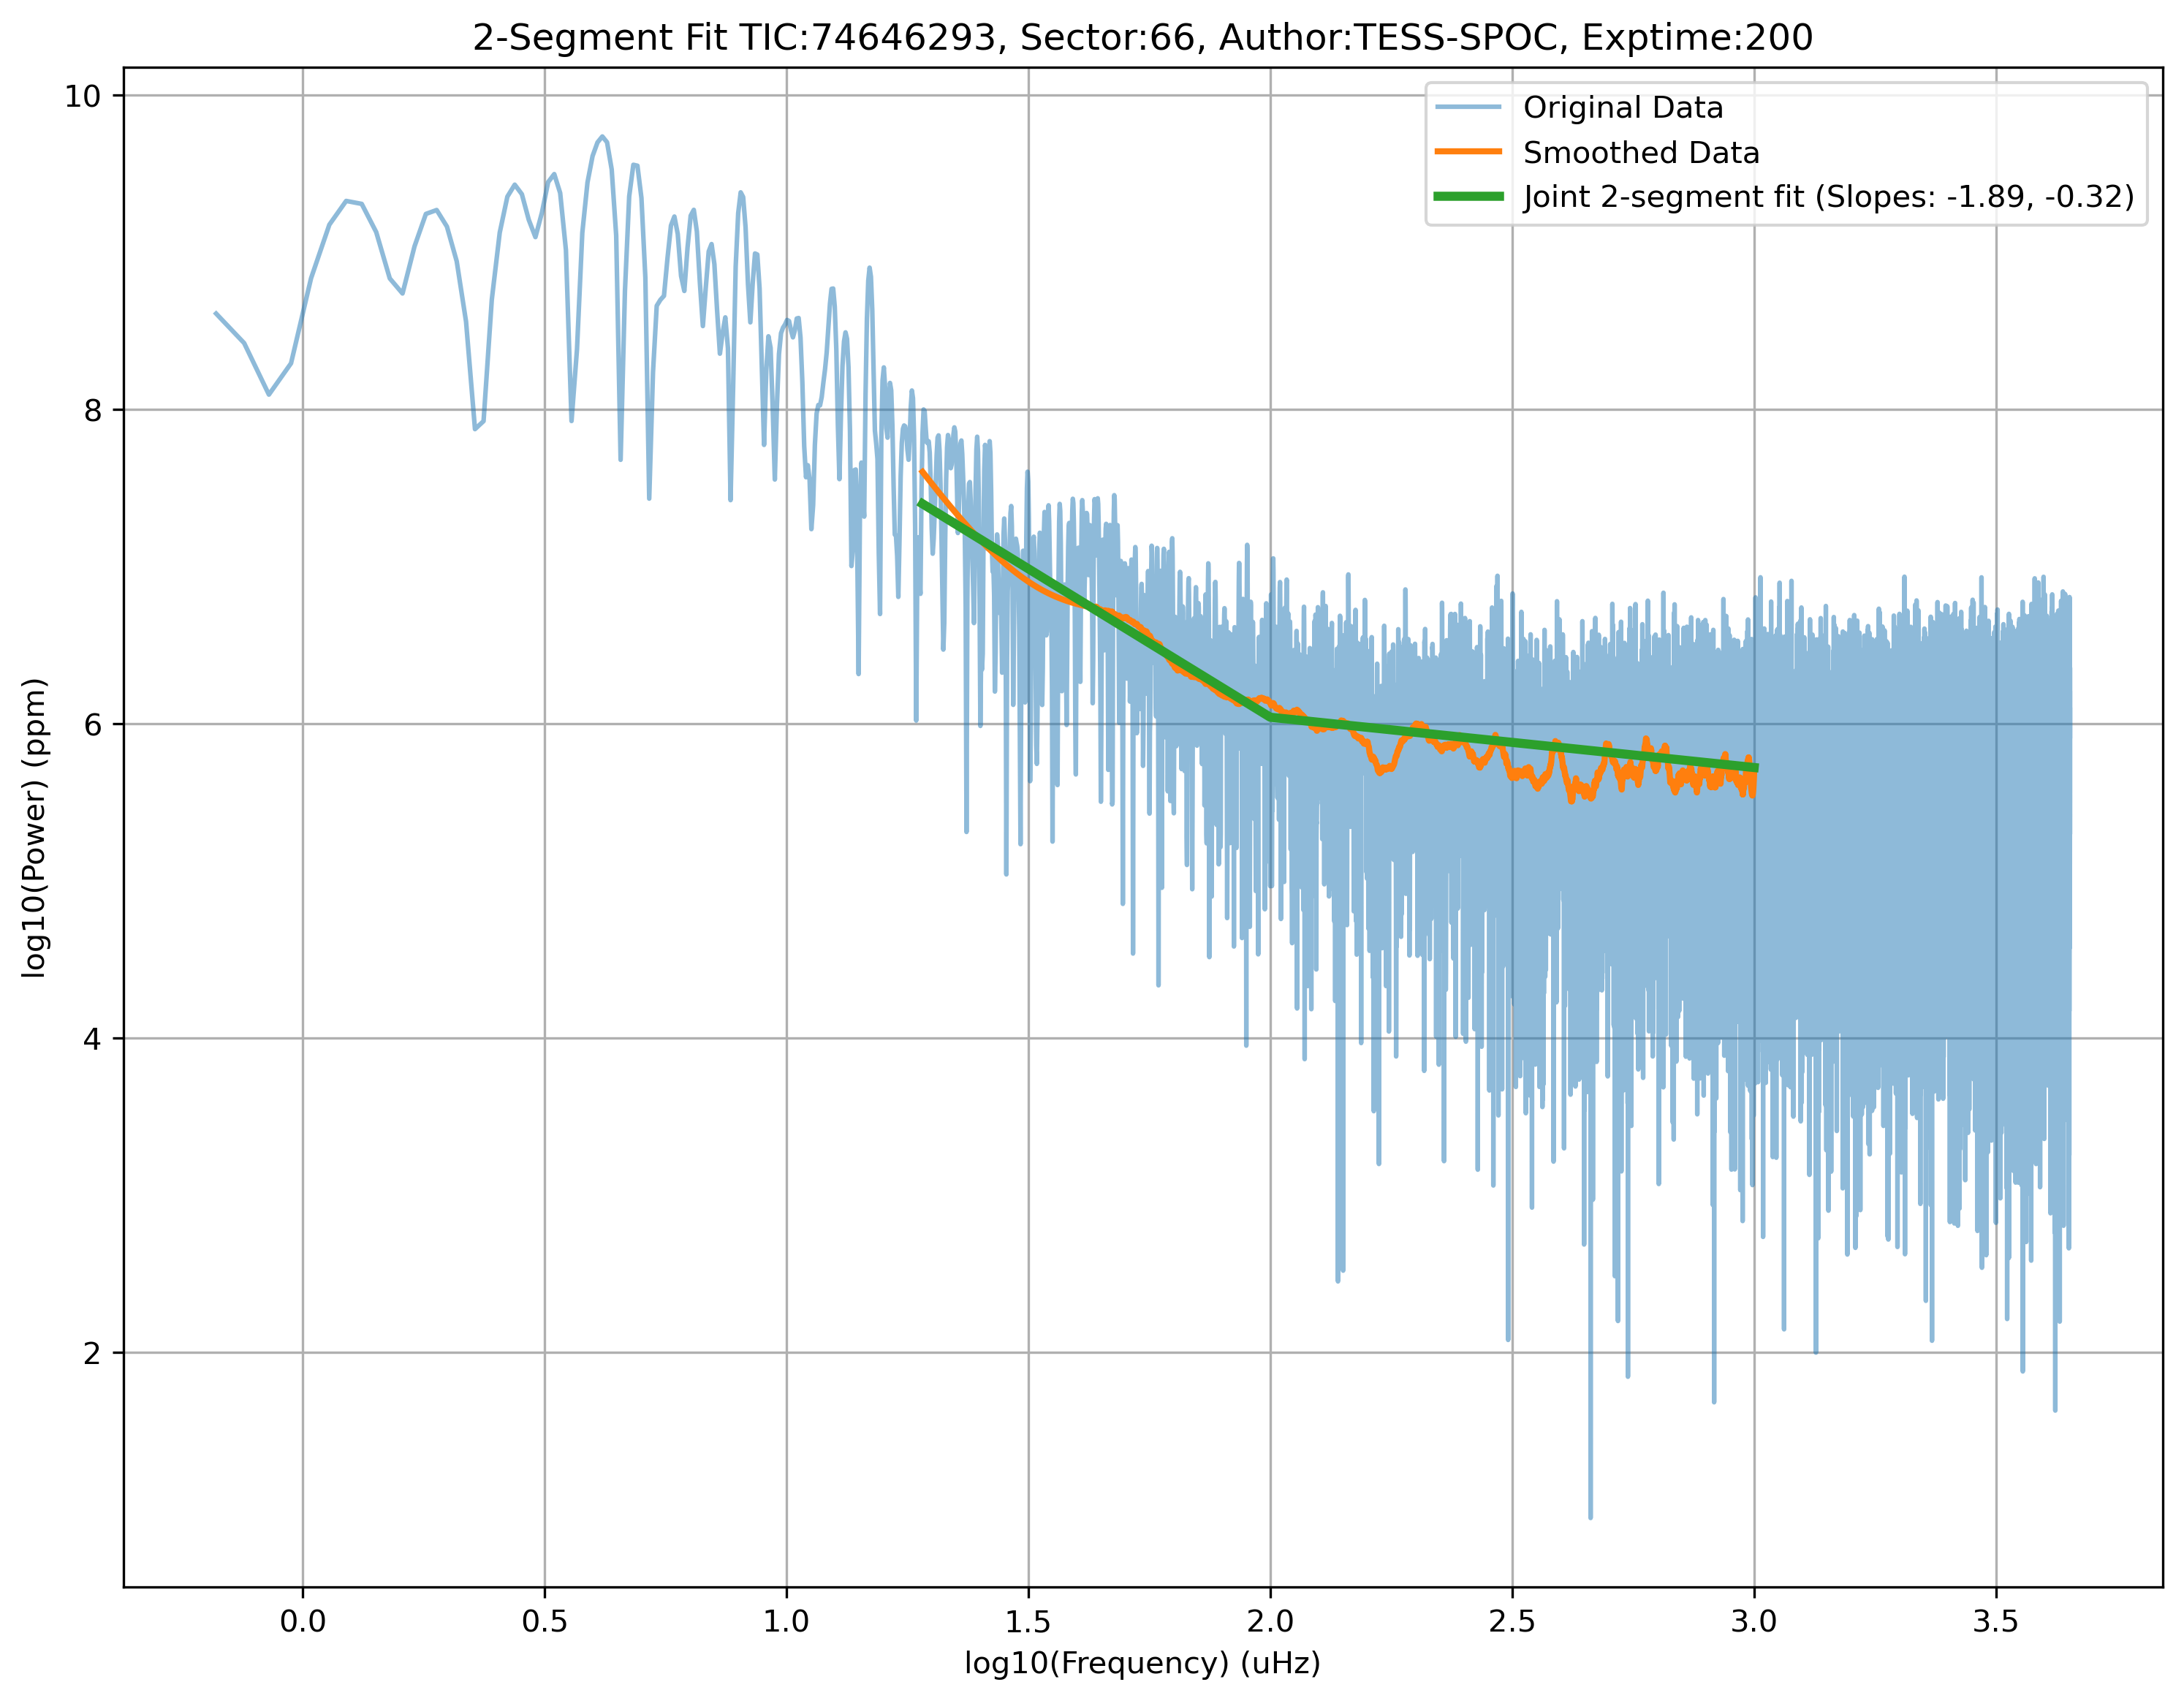 2-Segment Fit TIC:74646293, Sector:66, Author:TESS-SPOC, Exptime:200
Original Data
Smoothed Data
Joint 2-segment fit (Slopes: -1.89, -0.32)
log10(Power) (ppm)
10
8
6
4
2
0.0 0.5 1.0 1.5 2.0 2.5 3.0 3.5
log10(Frequency) (uHz)